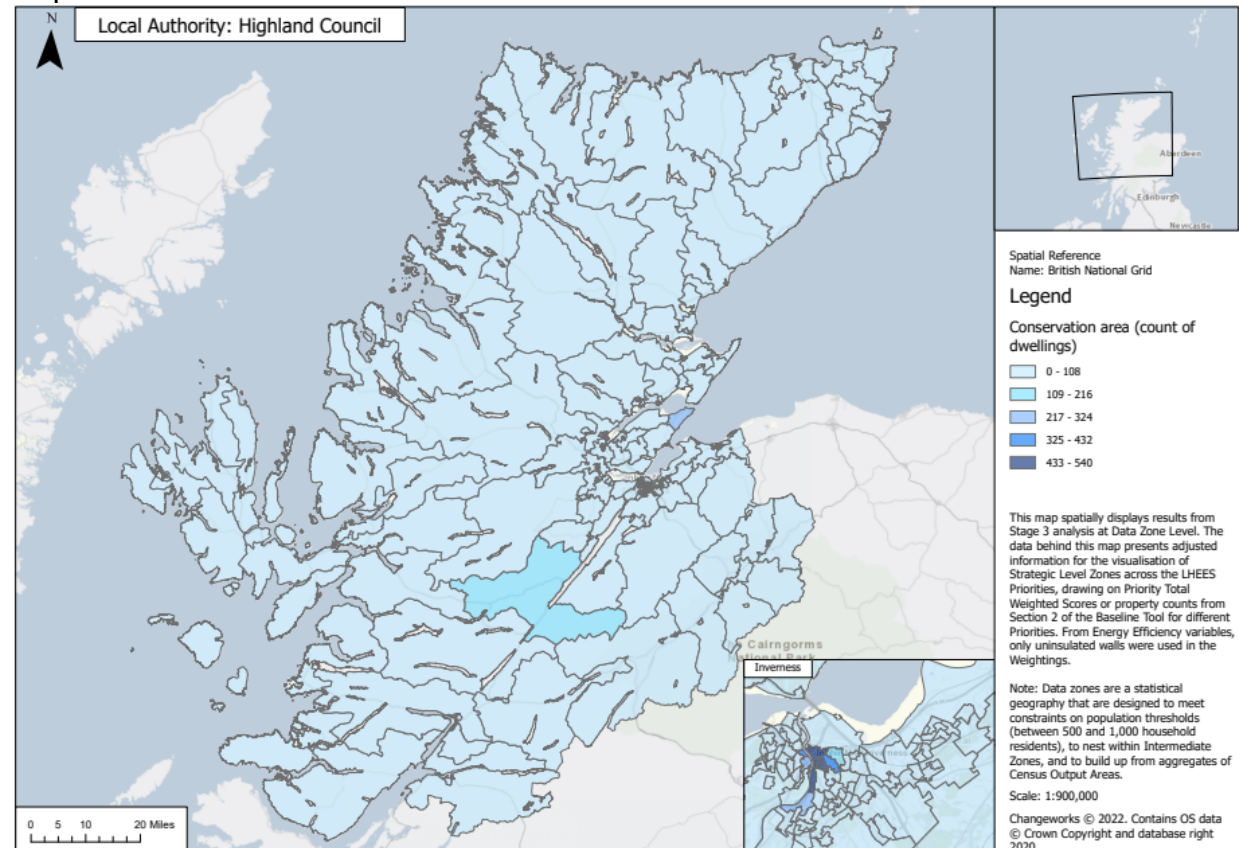 Local Authority: Highland Council
N
Aberdeen
Edinburgh
Newcastle
Spatial Reference
Name: British National Grid
Legend
Conservation area (count of
dwellings)
0 - 108
109 - 216
217 - 324
325 - 432
433 - 540
This map spatially displays results from
Stage 3 analysis at Data Zone Level. The
data behind this map presents adjusted
information for the visualisation of
Strategic Level Zones across the LHEES
Priorities, drawing on Priority Total
Weighted Scores or property counts from
Section 2 of the Baseline Tool for different
Priorities. From Energy Efficiency variables,
only uninsulated walls were used in the
Weightings.
Note: Data zones are a statistical
geography that are designed to meet
constraints on population thresholds
(between 500 and 1,000 household
residents), to nest within Intermediate
Zones, and to build up from aggregates of
Census Output Areas.
Scale: 1:900,000
Changeworks © 2022. Contains OS data
© Crown Copyright and database right
2020
Cairngorms
National Park
Inverness
0 5 10 20 Miles